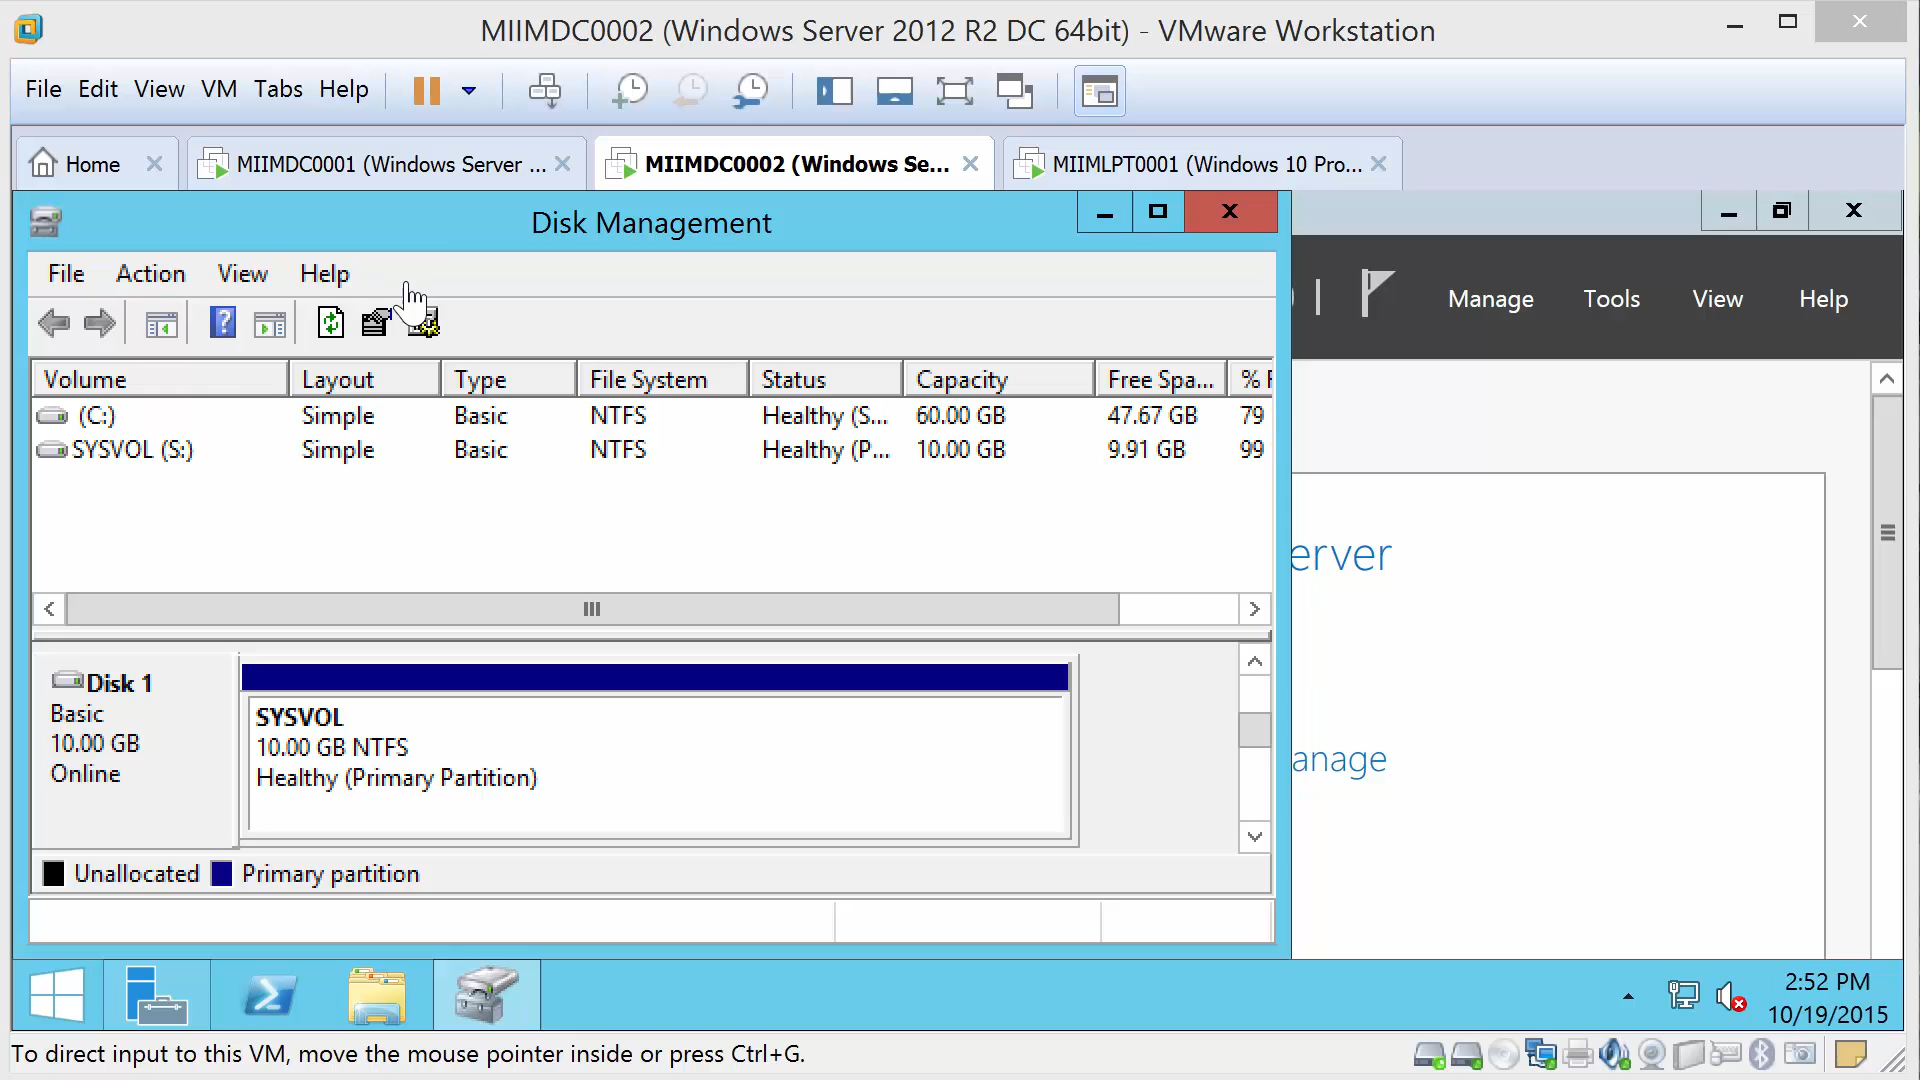 MIIMDC0002 (Windows Server 2012 R2 DC 64bit) - VMware Workstation
File Edit View VM Tabs Help
Home MIIMDC0001 (Windows Server ... MIIMDC0002 (Windows Se... MIIMLPT0001 (Windows 10 Pro...
Disk Management
File Action View Help
Manage Tools View Help
Volume Layout Type File System Status Capacity Free Spa... %
(C:) Simple Basic NTFS Healthy (S... 60.00 GB 47.67 GB 79
SYSVOL (S:) Simple Basic NTFS Healthy (P... 10.00 GB 9.91 GB 99
erver
anage
Disk 1
Basic
10.00 GB
Online
SYSVOL
10.00 GB NTFS
Healthy (Primary Partition)
Unallocated Primary partition
2:52 PM
10/19/2015
To direct input to this VM, move the mouse pointer inside or press Ctrl+G.